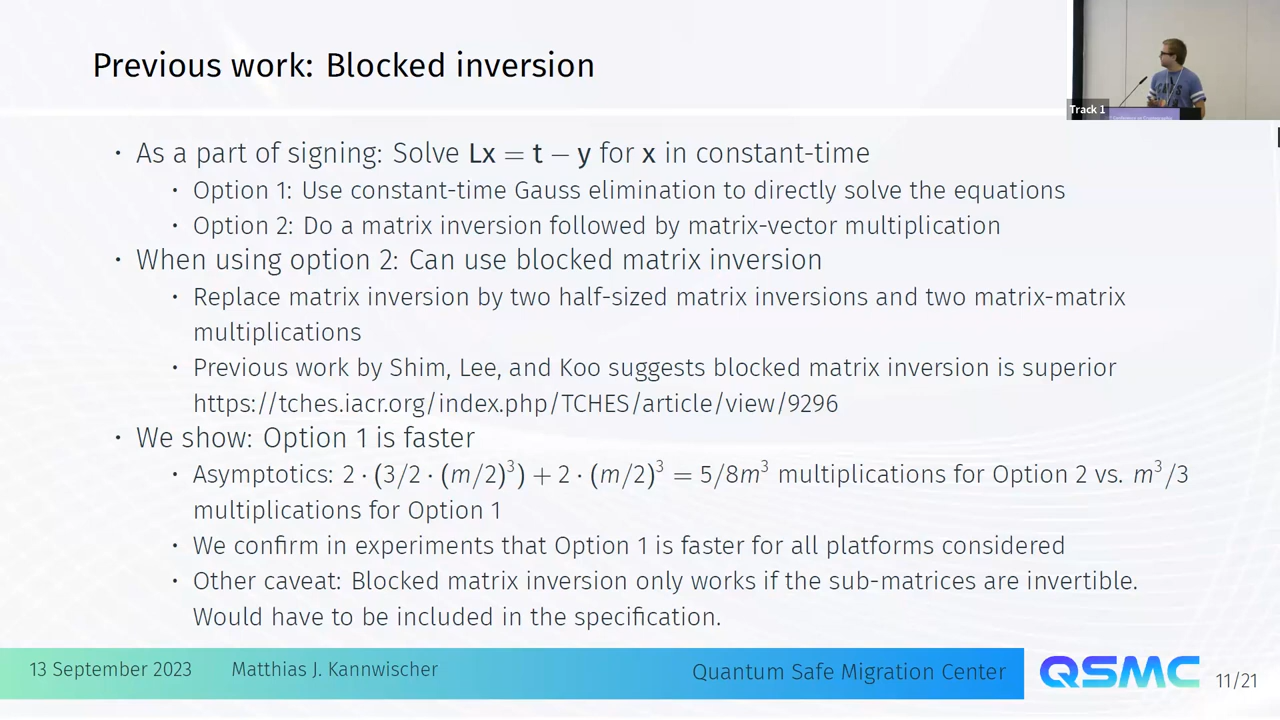 Previous work: Blocked inversion
Track 1
· As a part of signing: Solve Lx = t − y for x in constant-time
· Option 1: Use constant-time Gauss elimination to directly solve the equations
· Option 2: Do a matrix inversion followed by matrix-vector multiplication
· When using option 2: Can use blocked matrix inversion
· Replace matrix inversion by two half-sized matrix inversions and two matrix-matrix
multiplications
· Previous work by Shim, Lee, and Koo suggests blocked matrix inversion is superior
https://tches.iacr.org/index.php/TCHES/article/view/9296
· We show: Option 1 is faster
· Asymptotics: 2 · (3/2 · (m/2)³) + 2 · (m/2)³ = 5/8m³ multiplications for Option 2 vs. m³/3
multiplications for Option 1
· We confirm in experiments that Option 1 is faster for all platforms considered
· Other caveat: Blocked matrix inversion only works if the sub-matrices are invertible.
Would have to be included in the specification.
13 September 2023 Matthias J. Kannwischer Quantum Safe Migration Center QSMC 11/21